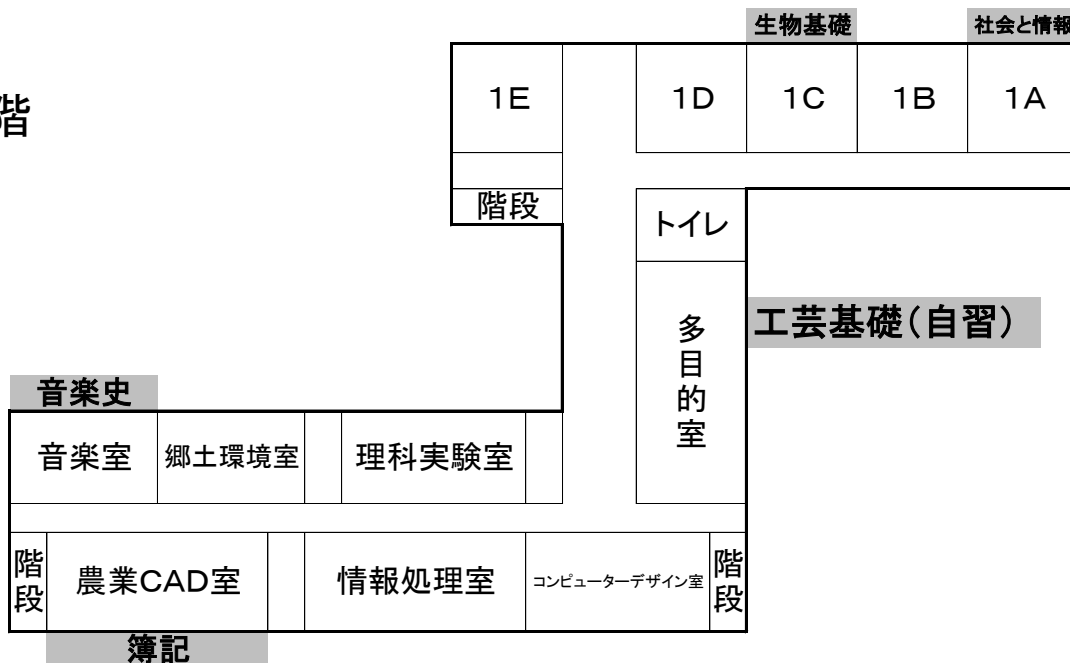 生物基礎
社会と情報
階
1E
1D
1C
1B
1A
階段
トイレ
多目的室
工芸基礎(自習)
音楽史
音楽室
郷土環境室
理科実験室
階段
農業CAD室
情報処理室
コンピューターデザイン室
階段
簿記